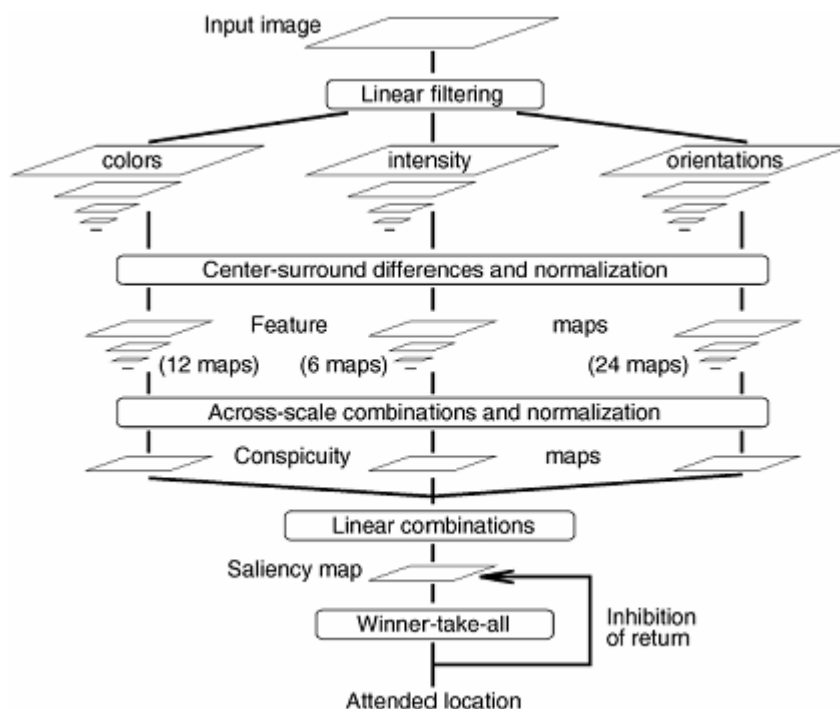 Input image
Linear filtering
colors intensity orientations
Center-surround differences and normalization
Feature maps
(12 maps) (6 maps) (24 maps)
Across-scale combinations and normalization
Conspicuity maps
Linear combinations
Saliency map
Winner-take-all
Inhibition
of return
Attended location